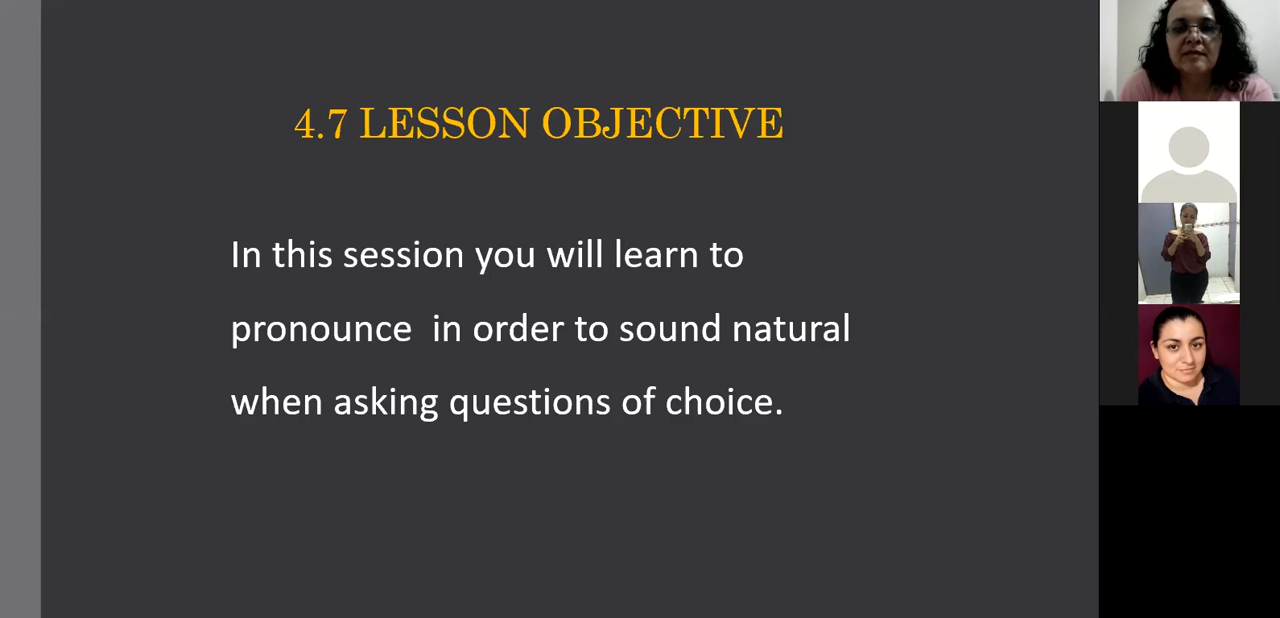 4.7 LESSON OBJECTIVE
In this session you will learn to
pronounce  in order to sound natural
when asking questions of choice.